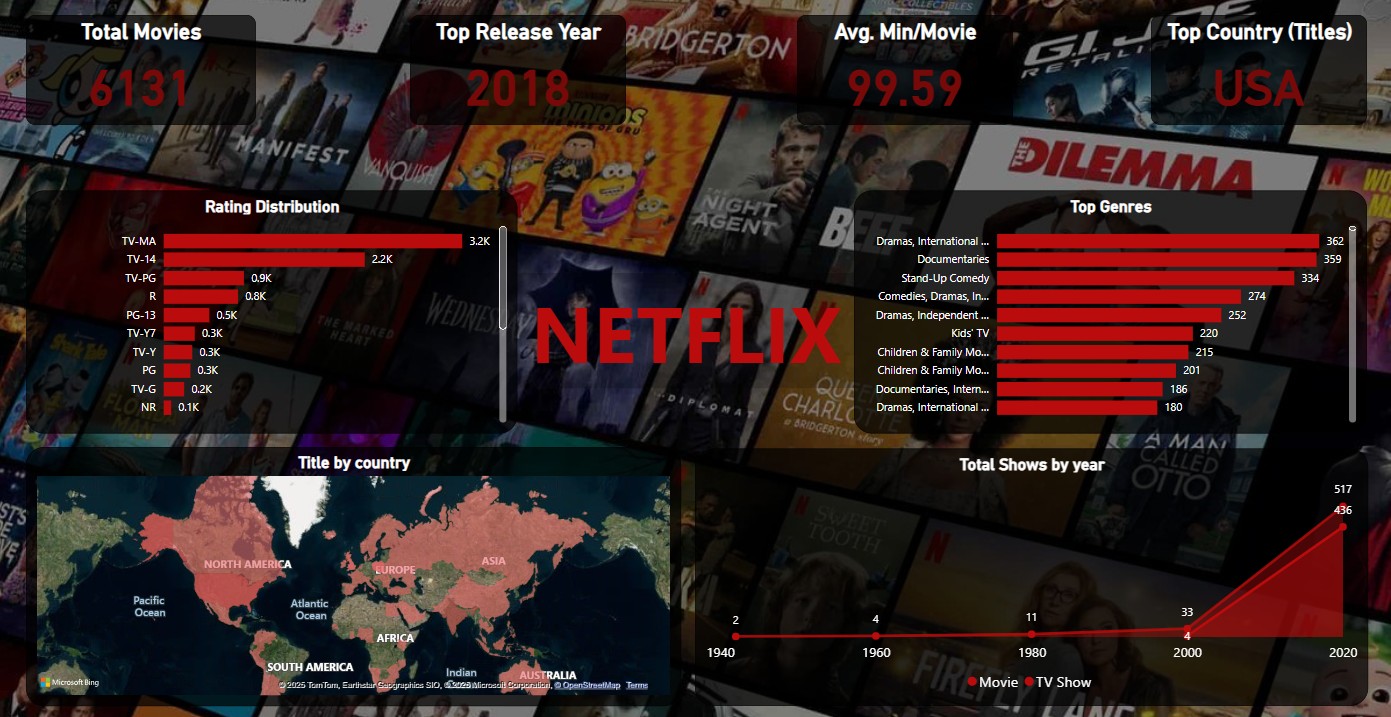 Total Movies
6131
Top Release Year
2018
Avg. Min/Movie
99.59
Top Country (Titles)
USA
BRIDGERTON
G.I. J
RETALI
MINIONS
MANIFEST
VANQUISH
THE DILEMMA
THE NIGHT AGENT
BEEF
Rating Distribution
TV-MA 3.2K
TV-14 2.2K
TV-PG 0.9K
R 0.8K
PG-13 0.5K
TV-Y7 0.3K
TV-Y 0.3K
PG 0.3K
TV-G 0.2K
NR 0.1K
THE MARKED HEART
WEDNES
NETFLIX
Top Genres
Dramas, International ... 362
Documentaries 359
Stand-Up Comedy 334
Comedies, Dramas, In... 274
Dramas, Independent ... 252
Kids' TV 220
Children & Family Mo... 215
Children & Family Mo... 201
Documentaries, Intern... 186
Dramas, International ... 180
DIPLOMAT
QUEEN
CHARLOTTE
a BRIDGERTON story
A MAN
CALLED
OTTO
Title by country
NORTH AMERICA
EUROPE
ASIA
Pacific
Ocean
Atlantic
Ocean
AFRICA
SOUTH AMERICA
Indian
AUSTRALIA
Microsoft Bing
© 2025 TomTom, Earthstar Geographics SIO, © 2025 Microsoft Corporation, © OpenStreetMap Terms
Total Shows by year
517
436
2
4
11
33
4
1940 1960 1980 2000 2020
Movie TV Show
SWEET
TOOTH
FIREFLY LANE